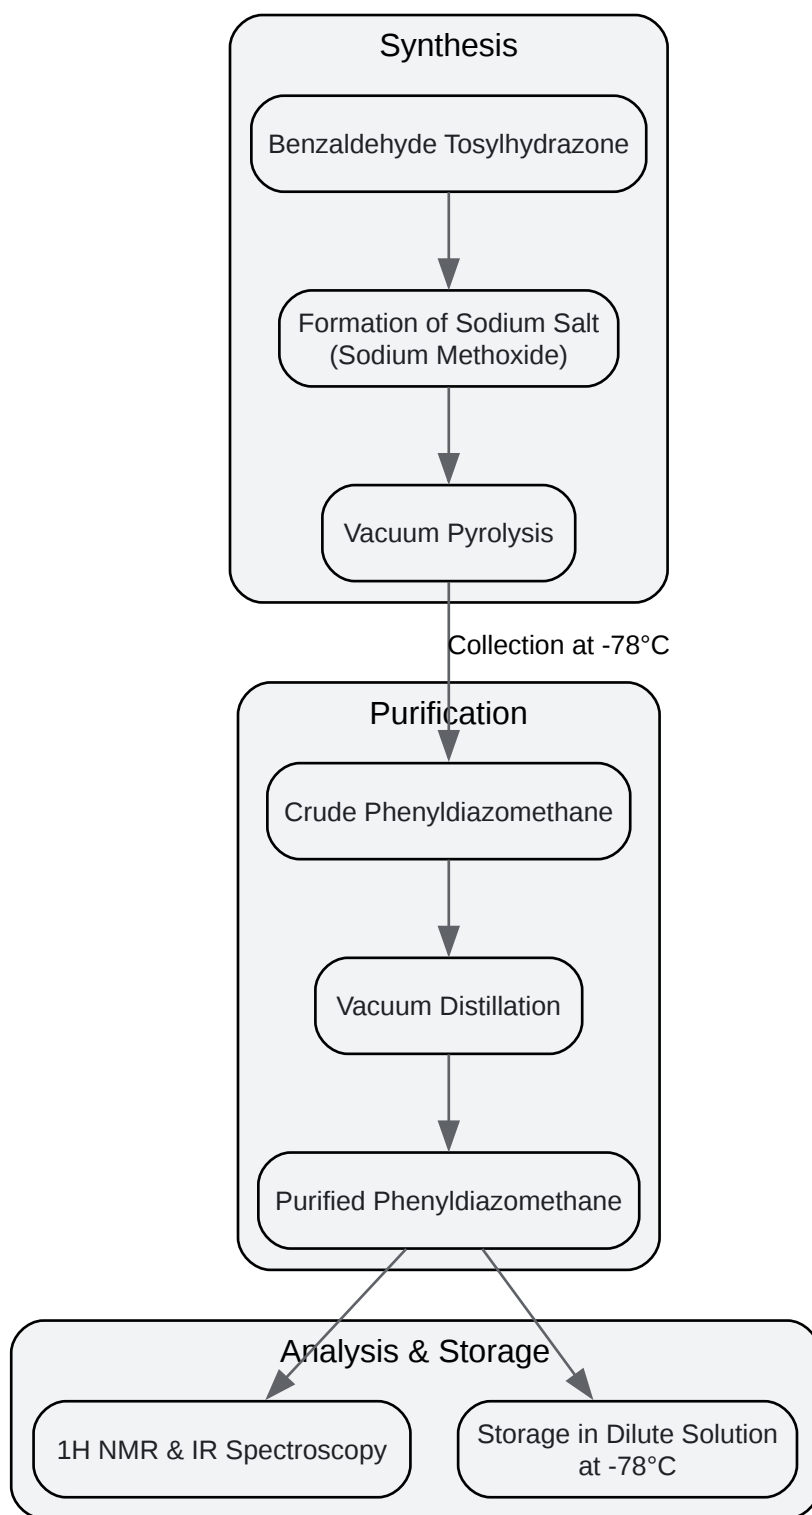 Synthesis
Benzaldehyde Tosylhydrazone
Formation of Sodium Salt
(Sodium Methoxide)
Vacuum Pyrolysis
Collection at -78°C
Purification
Crude Phenyldiazomethane
Vacuum Distillation
Purified Phenyldiazomethane
Analysis & Storage
1H NMR & IR Spectroscopy
Storage in Dilute Solution
at -78°C